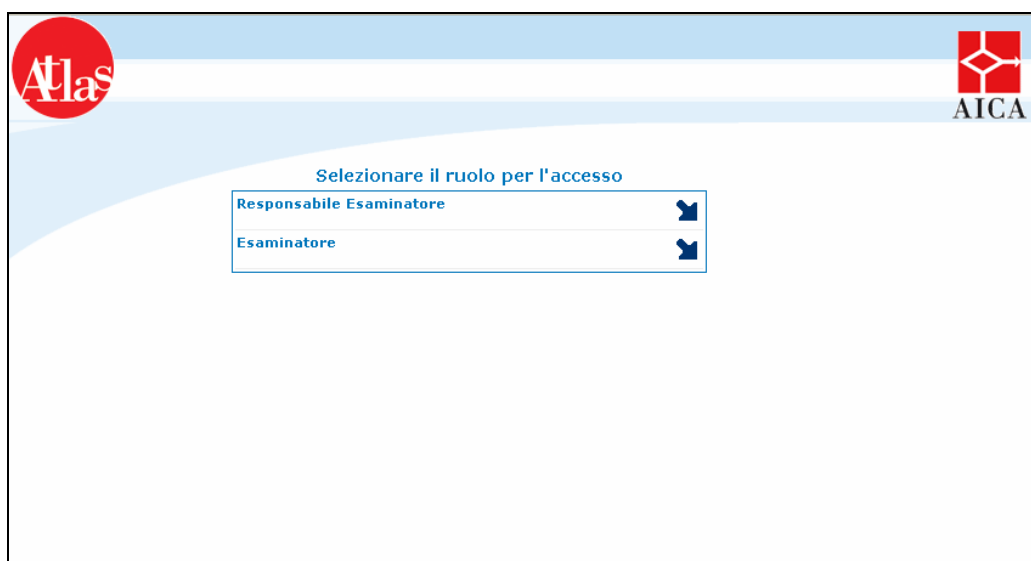 Atlas
AICA
Selezionare il ruolo per l'accesso
Responsabile Esaminatore
Esaminatore